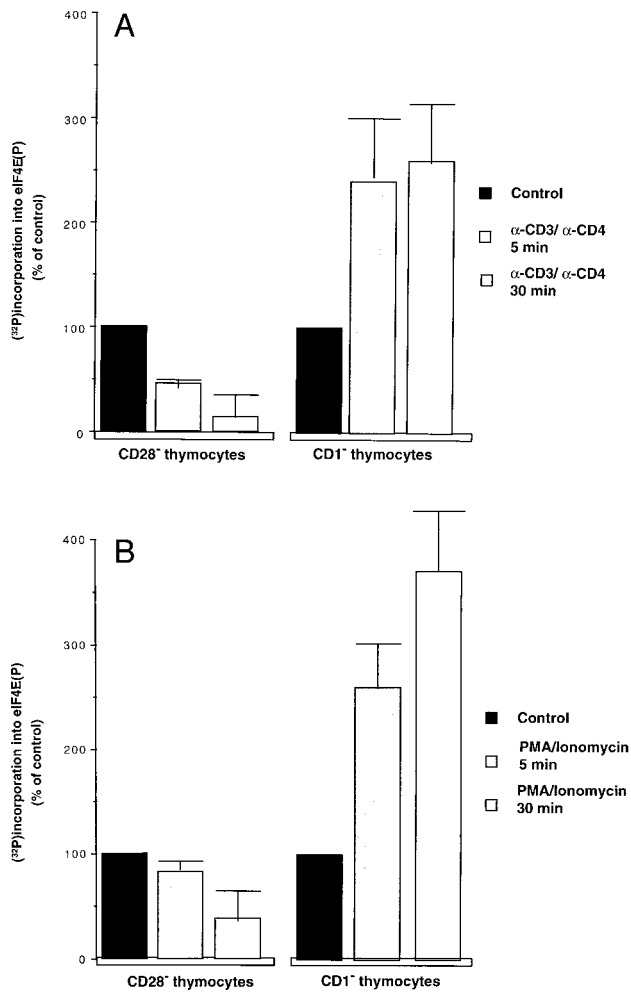 A
400
300
200
100
0
(³²P)incorporation into eIF4E(P)
(% of control)
Control
α-CD3/ α-CD4
5 min
α-CD3/ α-CD4
30 min
CD28⁻ thymocytes CD1⁻ thymocytes
B
400
300
200
100
0
(³²P)incorporation into eIF4E(P)
(% of control)
Control
PMA/Ionomycin
5 min
PMA/Ionomycin
30 min
CD28⁻ thymocytes CD1⁻ thymocytes